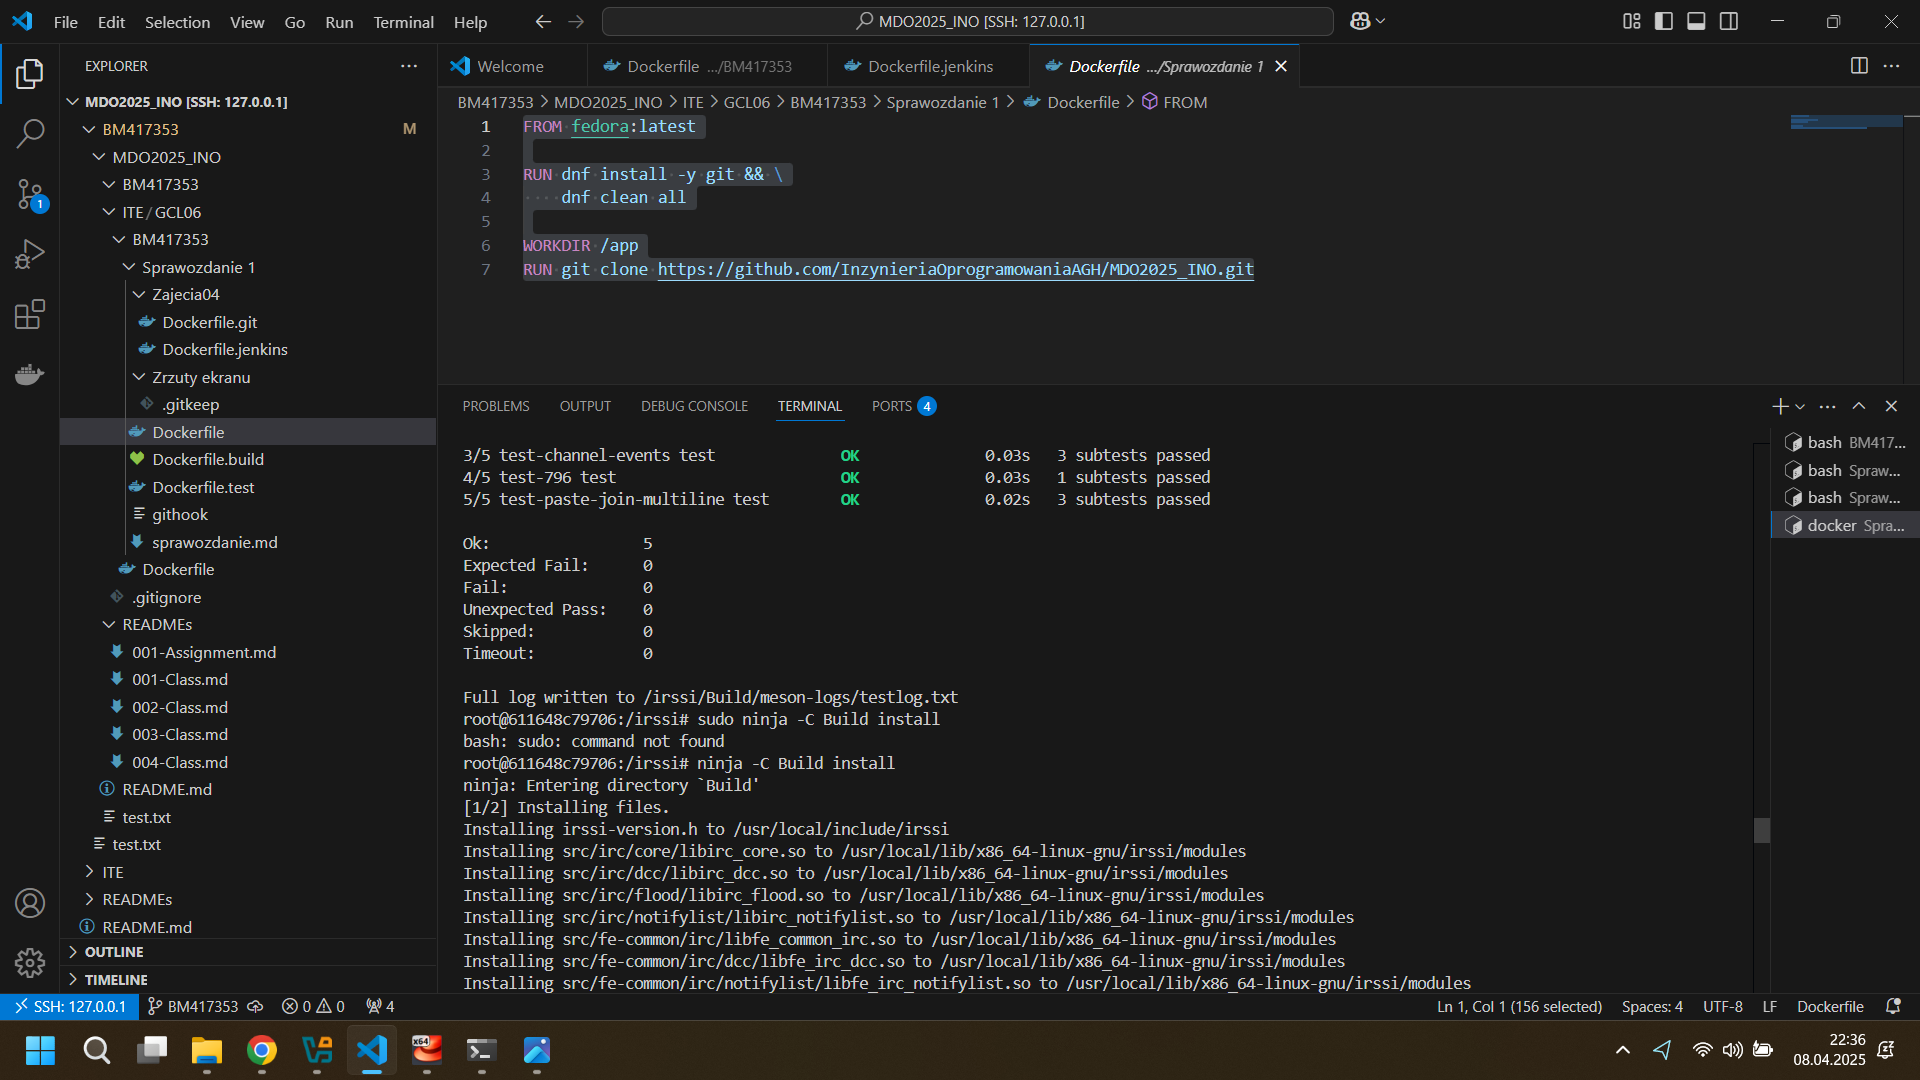 File Edit Selection View Go Run Terminal Help
MDO2025_INO [SSH: 127.0.0.1]
EXPLORER
MDO2025_INO [SSH: 127.0.0.1]
BM417353 M
MDO2025_INO
BM417353
ITE / GCL06
BM417353
Sprawozdanie 1
Zajecia04
Dockerfile.git
Dockerfile.jenkins
Zrzuty ekranu
.gitkeep
Dockerfile
Dockerfile.build
Dockerfile.test
githook
sprawozdanie.md
Dockerfile
.gitignore
READMEs
001-Assignment.md
001-Class.md
002-Class.md
003-Class.md
004-Class.md
README.md
test.txt
test.txt
ITE
READMEs
README.md
OUTLINE
TIMELINE
1
Welcome
Dockerfile .../BM417353
Dockerfile.jenkins
Dockerfile .../Sprawozdanie 1
BM417353 > MDO2025_INO > ITE > GCL06 > BM417353 > Sprawozdanie 1 > Dockerfile > FROM
1 FROM fedora:latest
2
3 RUN dnf install -y git && \
4 dnf clean all
5
6 WORKDIR /app
7 RUN git clone https://github.com/InzynieriaOprogramowaniaAGH/MDO2025_INO.git
PROBLEMS OUTPUT DEBUG CONSOLE TERMINAL PORTS 4
3/5 test-channel-events test OK 0.03s 3 subtests passed
4/5 test-796 test OK 0.03s 1 subtests passed
5/5 test-paste-join-multiline test OK 0.02s 3 subtests passed
Ok: 5
Expected Fail: 0
Fail: 0
Unexpected Pass: 0
Skipped: 0
Timeout: 0
Full log written to /irssi/Build/meson-logs/testlog.txt
root@611648c79706:/irssi# sudo ninja -C Build install
bash: sudo: command not found
root@611648c79706:/irssi# ninja -C Build install
ninja: Entering directory `Build'
[1/2] Installing files.
Installing irssi-version.h to /usr/local/include/irssi
Installing src/irc/core/libirc_core.so to /usr/local/lib/x86_64-linux-gnu/irssi/modules
Installing src/irc/dcc/libirc_dcc.so to /usr/local/lib/x86_64-linux-gnu/irssi/modules
Installing src/irc/flood/libirc_flood.so to /usr/local/lib/x86_64-linux-gnu/irssi/modules
Installing src/irc/notifylist/libirc_notifylist.so to /usr/local/lib/x86_64-linux-gnu/irssi/modules
Installing src/fe-common/irc/libfe_common_irc.so to /usr/local/lib/x86_64-linux-gnu/irssi/modules
Installing src/fe-common/irc/dcc/libfe_irc_dcc.so to /usr/local/lib/x86_64-linux-gnu/irssi/modules
Installing src/fe-common/irc/notifylist/libfe_irc_notifylist.so to /usr/local/lib/x86_64-linux-gnu/irssi/modules
bash BM417...
bash Spraw...
bash Spraw...
docker Spra...
SSH: 127.0.0.1 BM417353 0 0 4
Ln 1, Col 1 (156 selected) Spaces: 4 UTF-8 LF Dockerfile
x64
22:36
08.04.2025